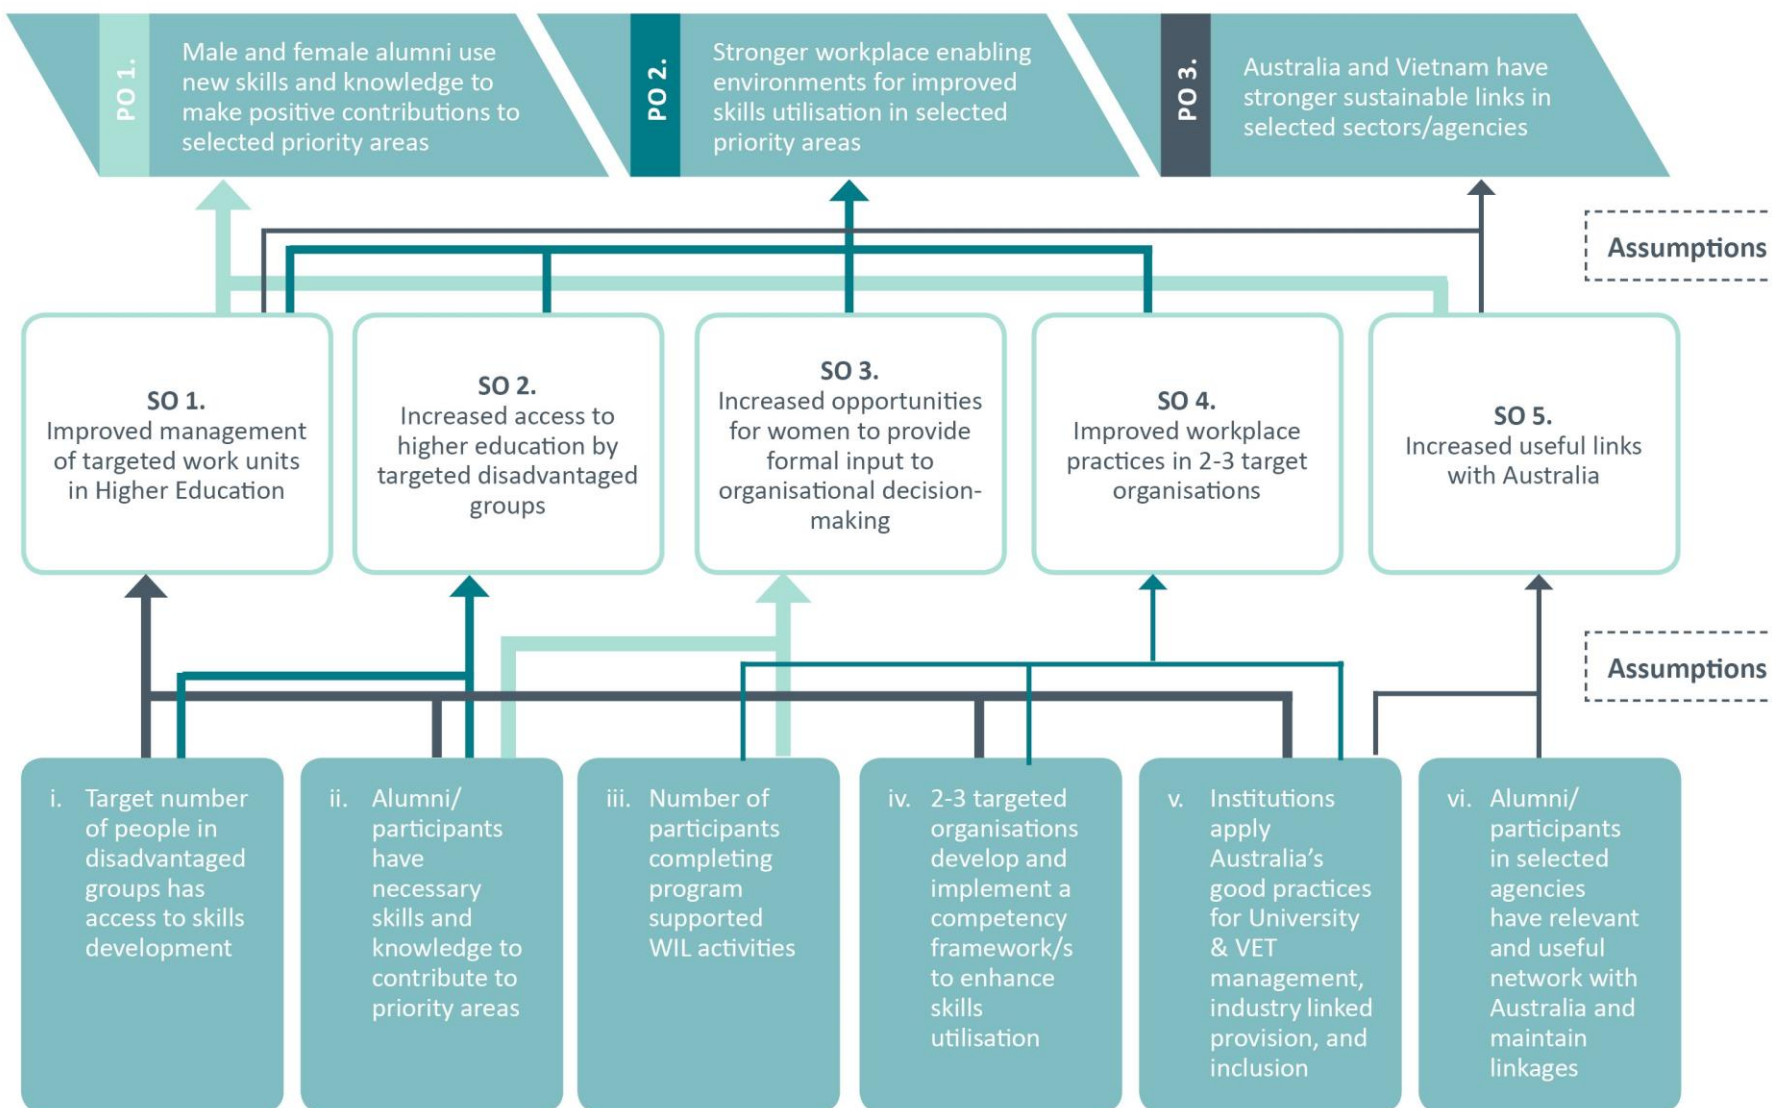 PO 1.
Male and female alumni use
new skills and knowledge to
make positive contributions to
selected priority areas
PO 2.
Stronger workplace enabling
environments for improved
skills utilisation in selected
priority areas
PO 3.
Australia and Vietnam have
stronger sustainable links in
selected sectors/agencies
Assumptions
SO 1.
Improved management
of targeted work units
in Higher Education
SO 2.
Increased access to
higher education by
targeted disadvantaged
groups
SO 3.
Increased opportunities
for women to provide
formal input to
organisational decision-
making
SO 4.
Improved workplace
practices in 2-3 target
organisations
SO 5.
Increased useful links
with Australia
Assumptions
i. Target number
of people in
disadvantaged
groups has
access to skills
development
ii. Alumni/
participants
have
necessary
skills and
knowledge to
contribute to
priority areas
iii. Number of
participants
completing
program
supported
WIL activities
iv. 2-3 targeted
organisations
develop and
implement a
competency
framework/s
to enhance
skills
utilisation
v. Institutions
apply
Australia’s
good practices
for University
& VET
management,
industry linked
provision, and
inclusion
vi. Alumni/
participants
in selected
agencies
have relevant
and useful
network with
Australia and
maintain
linkages